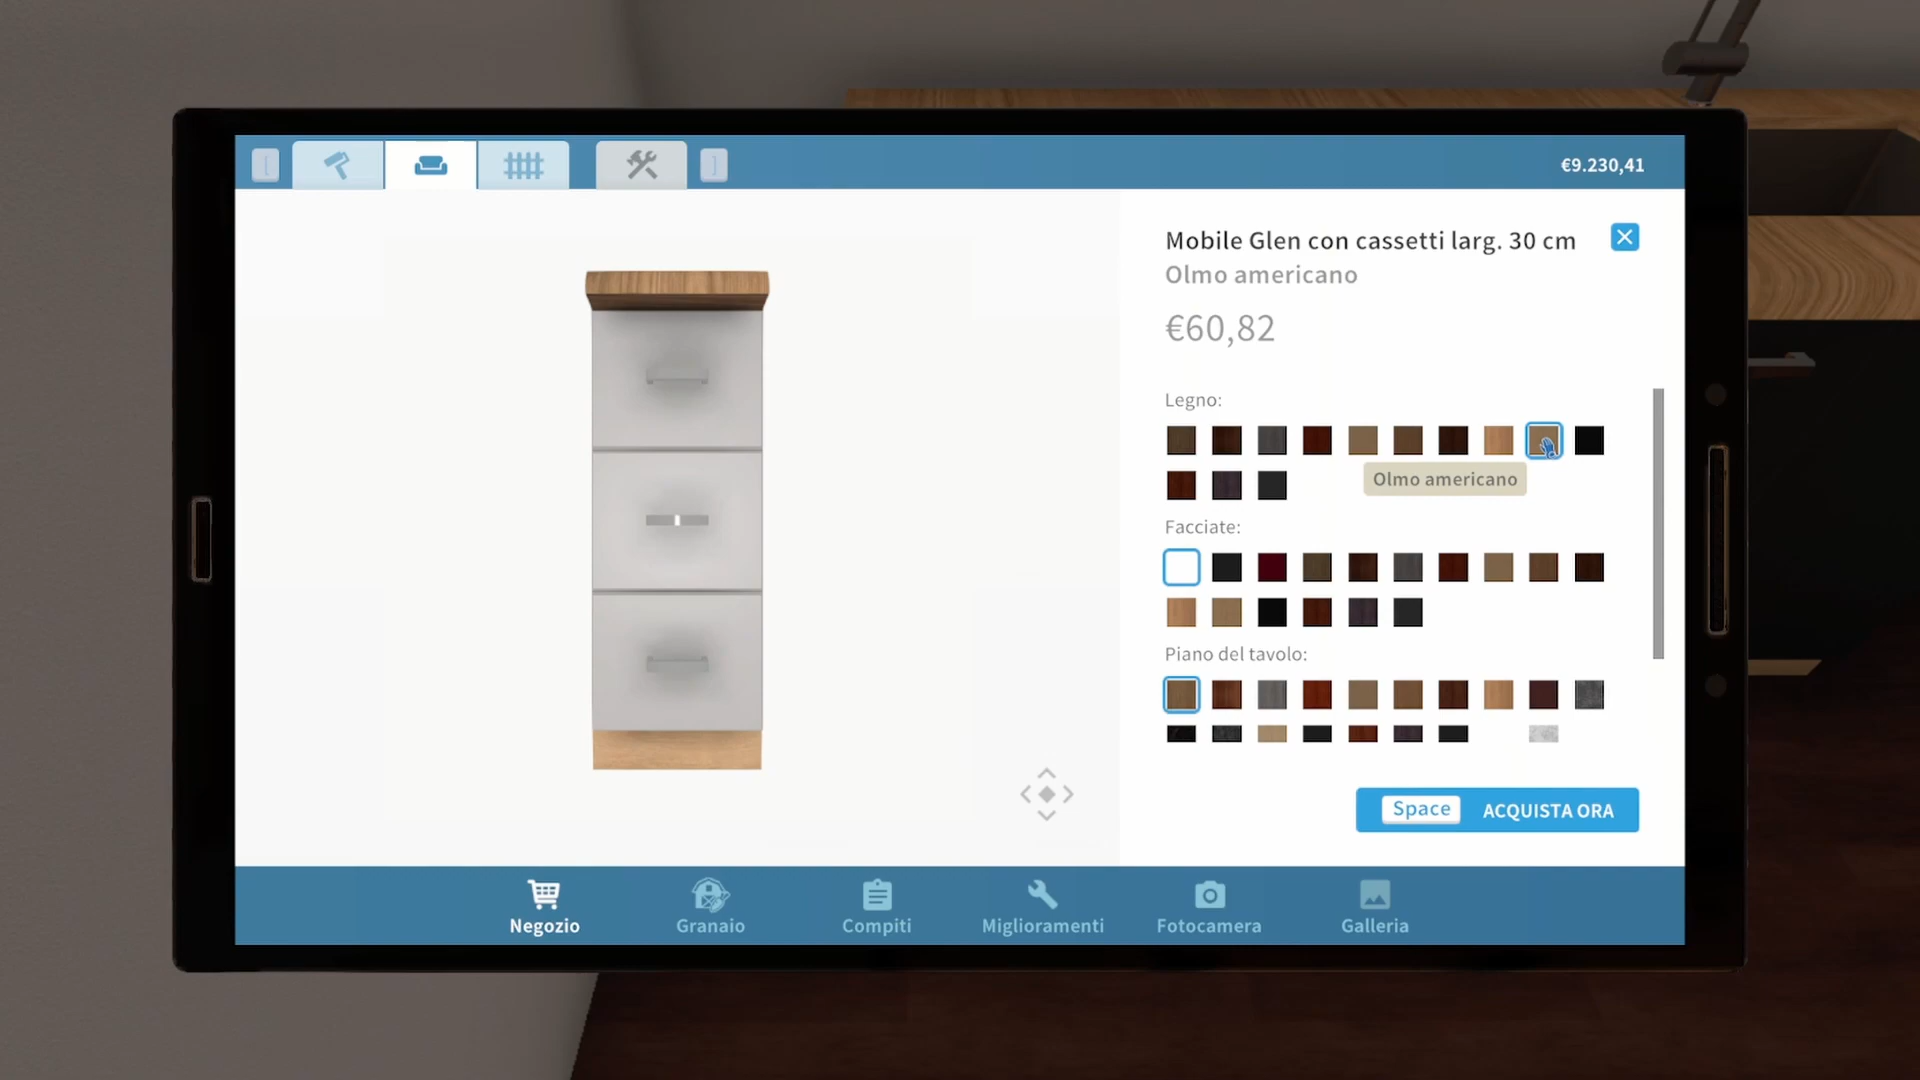 [
]
€9.230,41
Mobile Glen con cassetti larg. 30 cm
Olmo americano
€60,82
Legno:
Olmo americano
Facciate:
Piano del tavolo:
Space ACQUISTA ORA
Negozio
Granaio
Compiti
Miglioramenti
Fotocamera
Galleria